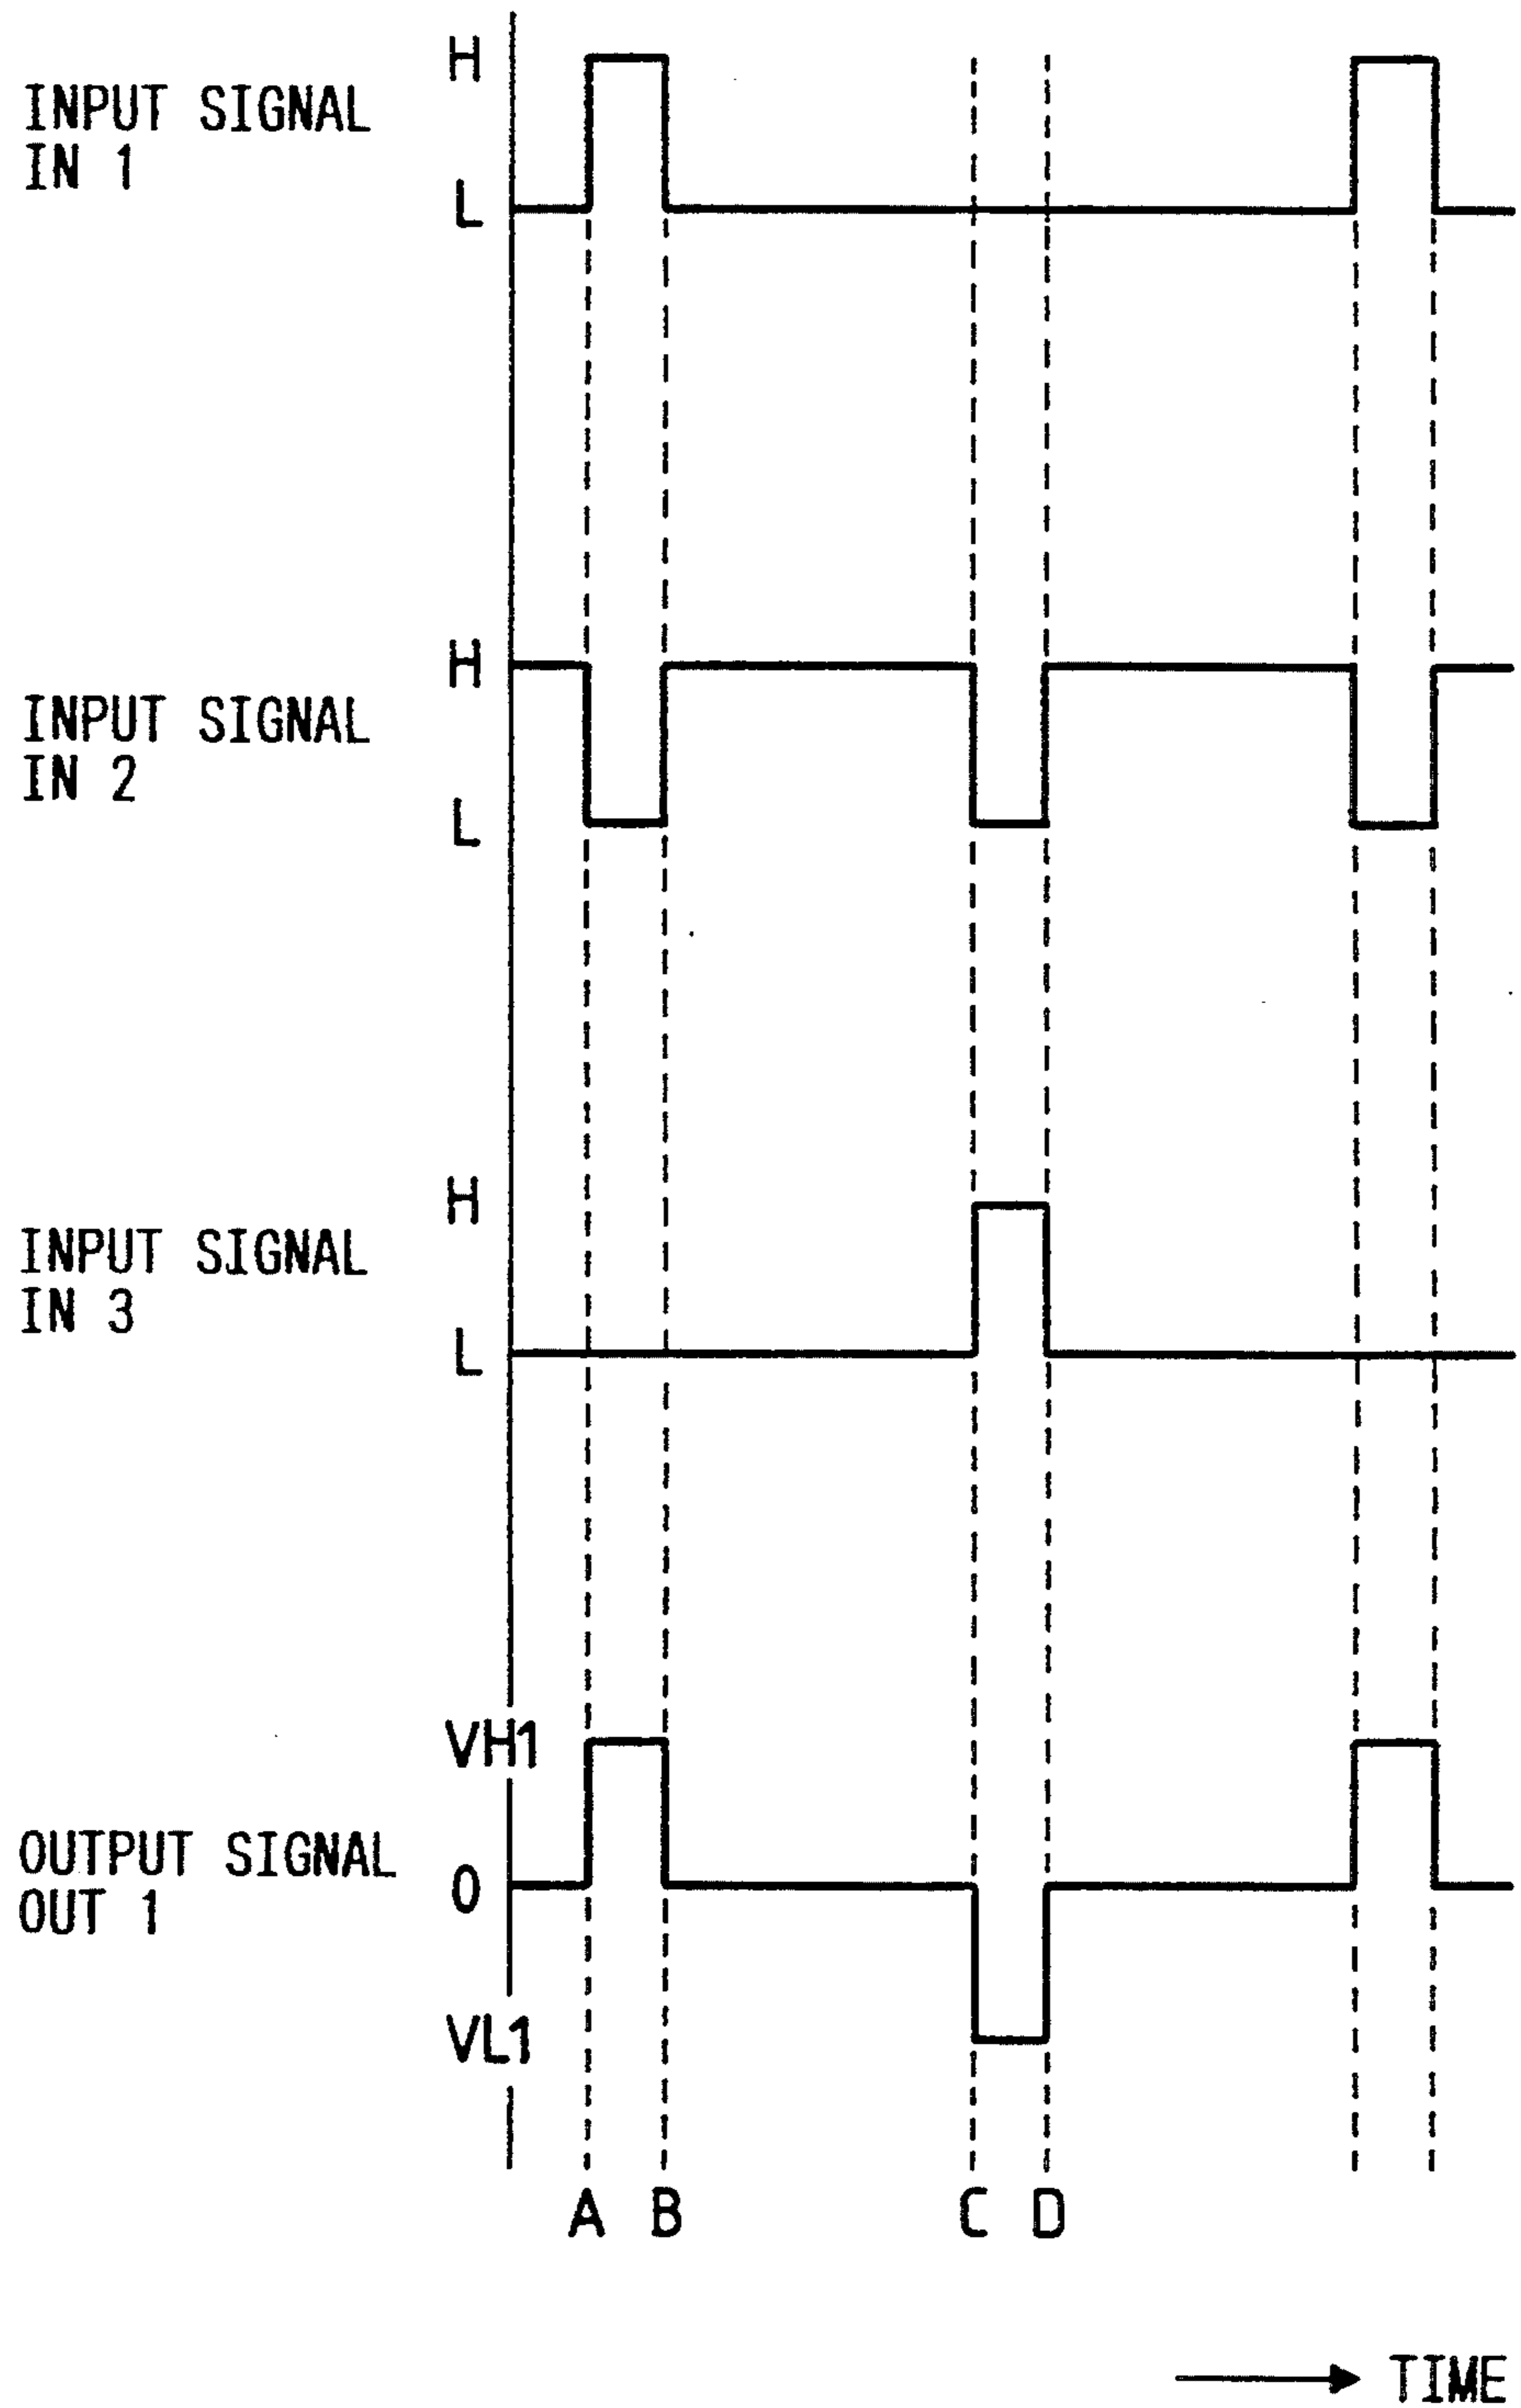 H
INPUT SIGNAL
IN 1
L
H
INPUT SIGNAL
IN 2
L
H
INPUT SIGNAL
IN 3
L
VH1
OUTPUT SIGNAL
0
OUT 1
VL1
A B C D
TIME